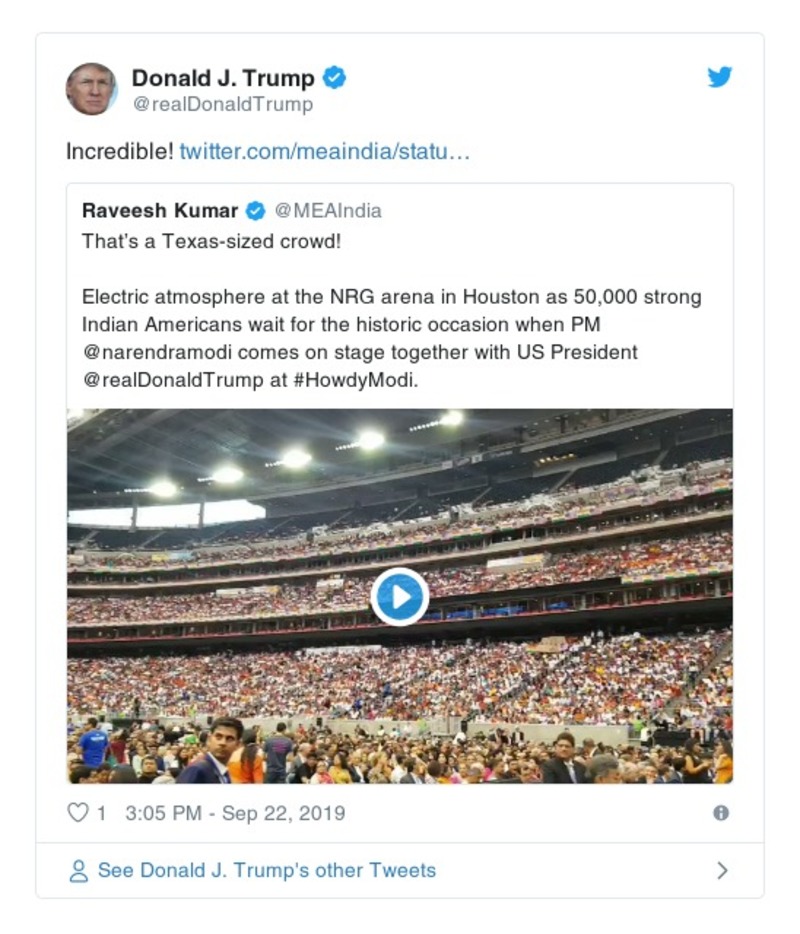 Donald J. Trump
@realDonaldTrump
Incredible! twitter.com/meaindia/statu…
Raveesh Kumar @MEAIndia
That's a Texas-sized crowd!
Electric atmosphere at the NRG arena in Houston as 50,000 strong
Indian Americans wait for the historic occasion when PM
@narendramodi comes on stage together with US President
@realDonaldTrump at #HowdyModi.
1 3:05 PM - Sep 22, 2019
See Donald J. Trump's other Tweets